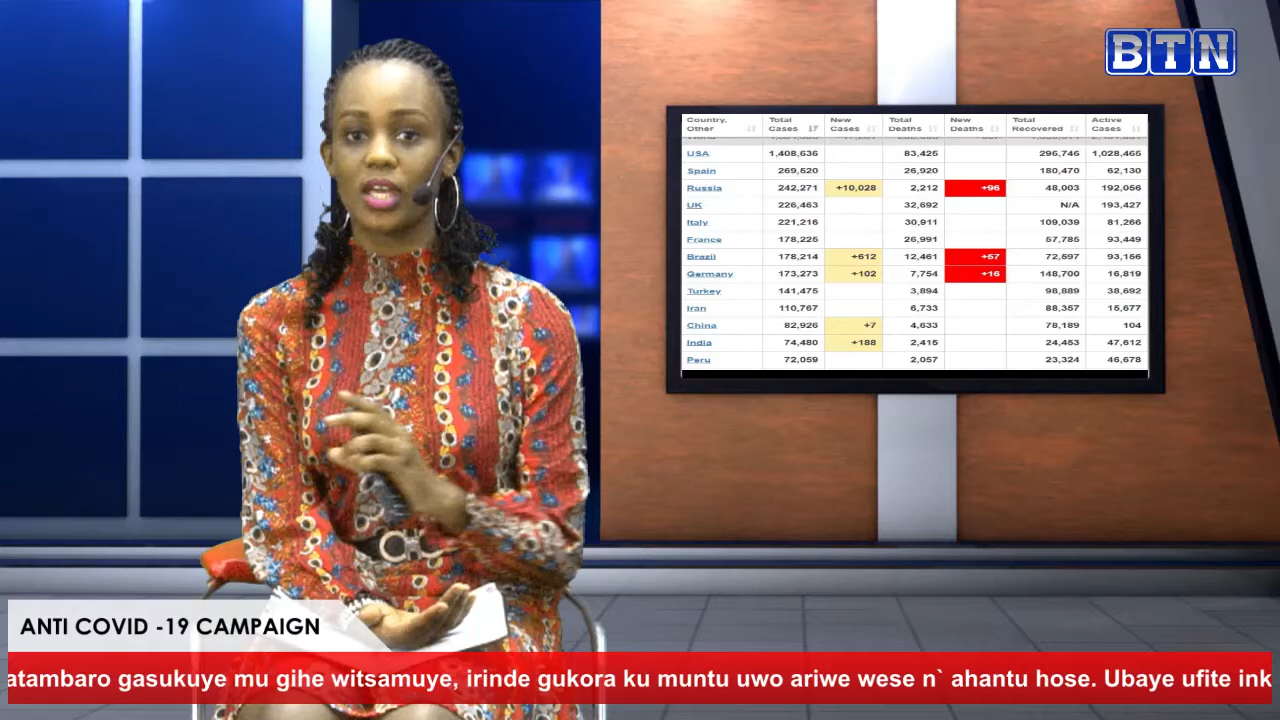 BTN
Country, Other Total Cases New Cases Total Deaths New Deaths Total Recovered Active Cases
USA 1,408,636 83,425 296,746 1,028,465
Spain 269,520 26,920 180,470 62,130
Russia 242,271 +10,028 2,212 +96 48,003 192,056
UK 226,463 32,692 N/A 193,427
Italy 221,216 30,911 109,039 81,266
France 178,225 26,991 57,785 93,449
Brazil 178,214 +612 12,461 +57 72,597 93,156
Germany 173,273 +102 7,754 +16 148,700 16,819
Turkey 141,475 3,894 98,889 38,692
Iran 110,767 6,733 88,357 15,677
China 82,926 +7 4,633 78,189 104
India 74,480 +188 2,415 24,453 47,612
Peru 72,059 2,057 23,324 46,678
ANTI COVID -19 CAMPAIGN
atambaro gasukuye mu gihe witsamuye, irinde gukora ku muntu uwo ariwe wese n` ahantu hose. Ubaye ufite ink